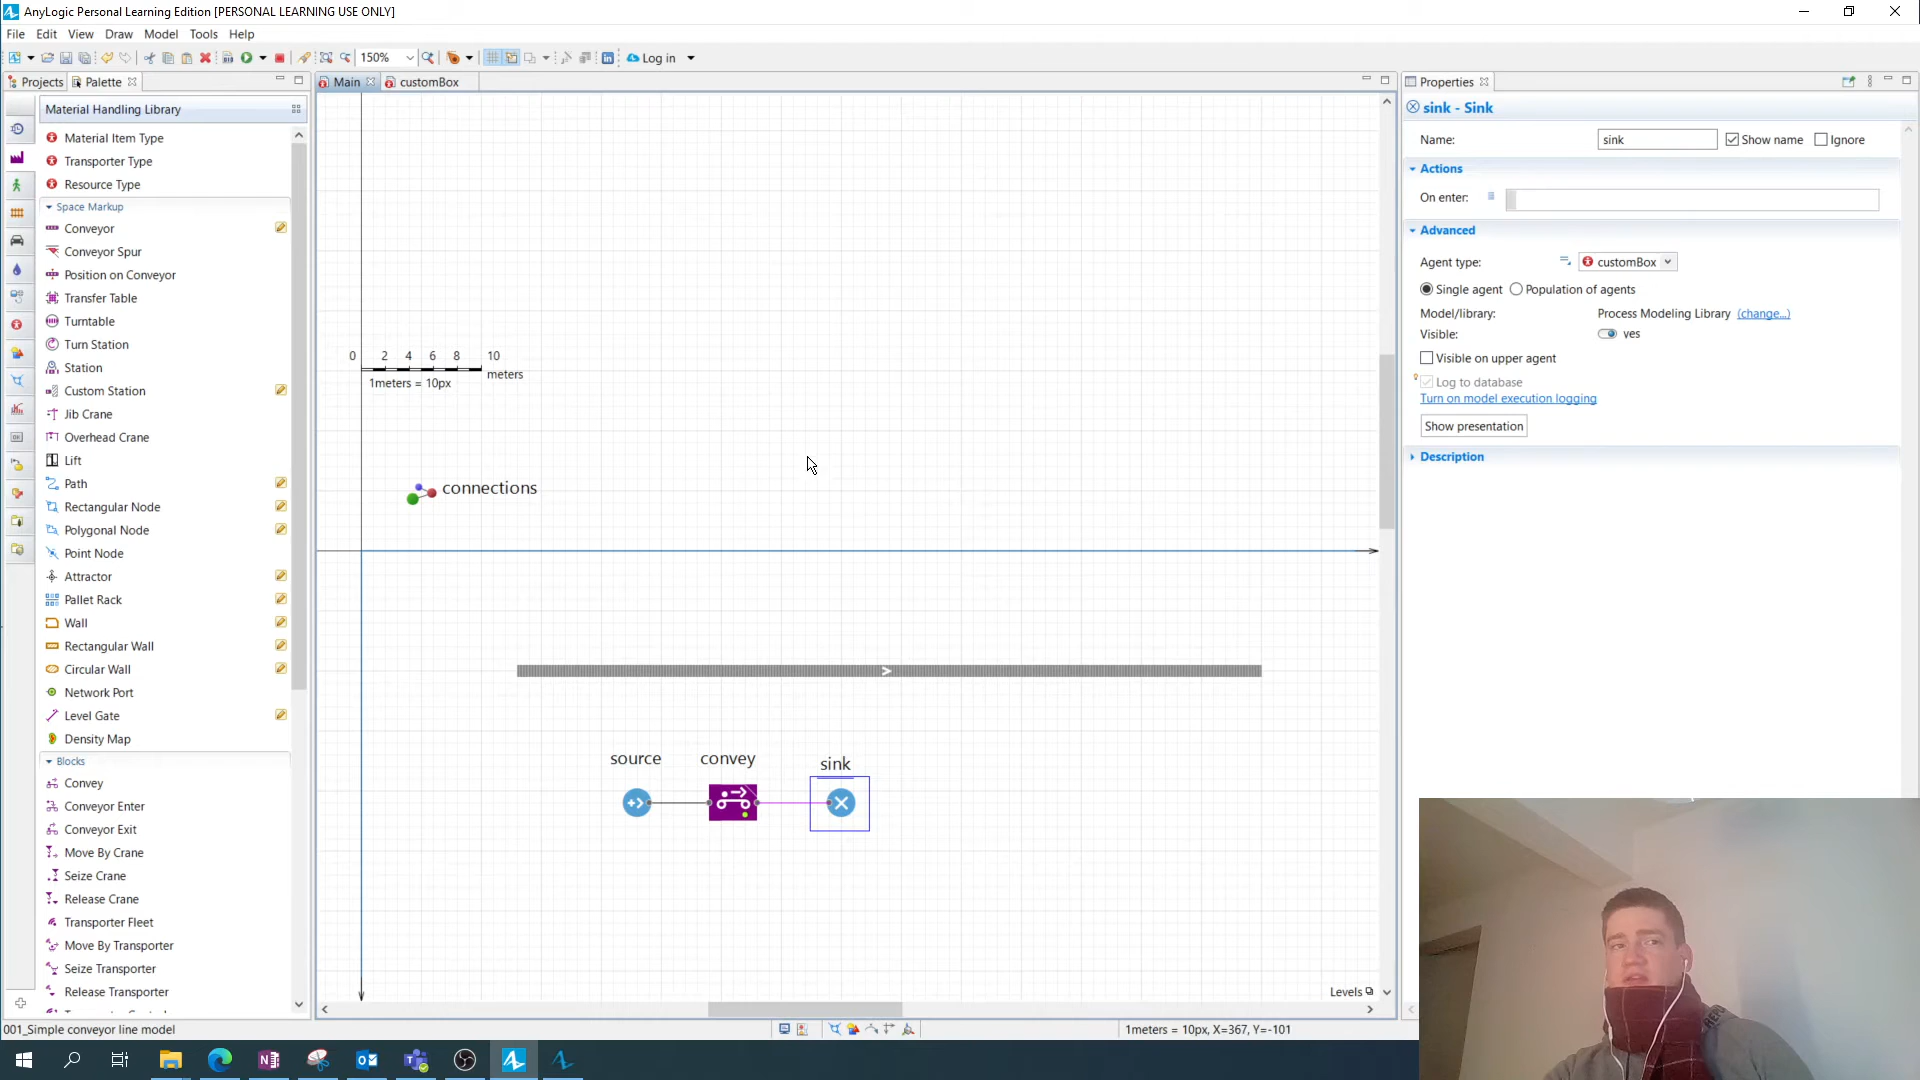 AnyLogic Personal Learning Edition [PERSONAL LEARNING USE ONLY]
File Edit View Draw Model Tools Help
150% Log in
Projects Palette
Main customBox
Properties
Material Handling Library
Material Item Type
Transporter Type
Resource Type
Space Markup
Conveyor
Conveyor Spur
Position on Conveyor
Transfer Table
Turntable
Turn Station
Station
Custom Station
Jib Crane
Overhead Crane
Lift
Path
Rectangular Node
Polygonal Node
Point Node
Attractor
Pallet Rack
Wall
Rectangular Wall
Circular Wall
Network Port
Level Gate
Density Map
Blocks
Convey
Conveyor Enter
Conveyor Exit
Move By Crane
Seize Crane
Release Crane
Transporter Fleet
Move By Transporter
Seize Transporter
Release Transporter
0 2 4 6 8 10
meters
1meters = 10px
connections
source convey sink
Levels
sink - Sink
Name: sink Show name Ignore
Actions
On enter:
Advanced
Agent type: customBox
Single agent Population of agents
Model/library: Process Modeling Library (change...)
Visible: yes
Visible on upper agent
Log to database
Turn on model execution logging
Show presentation
Description
001_Simple conveyor line model
1meters = 10px, X=367, Y=-101